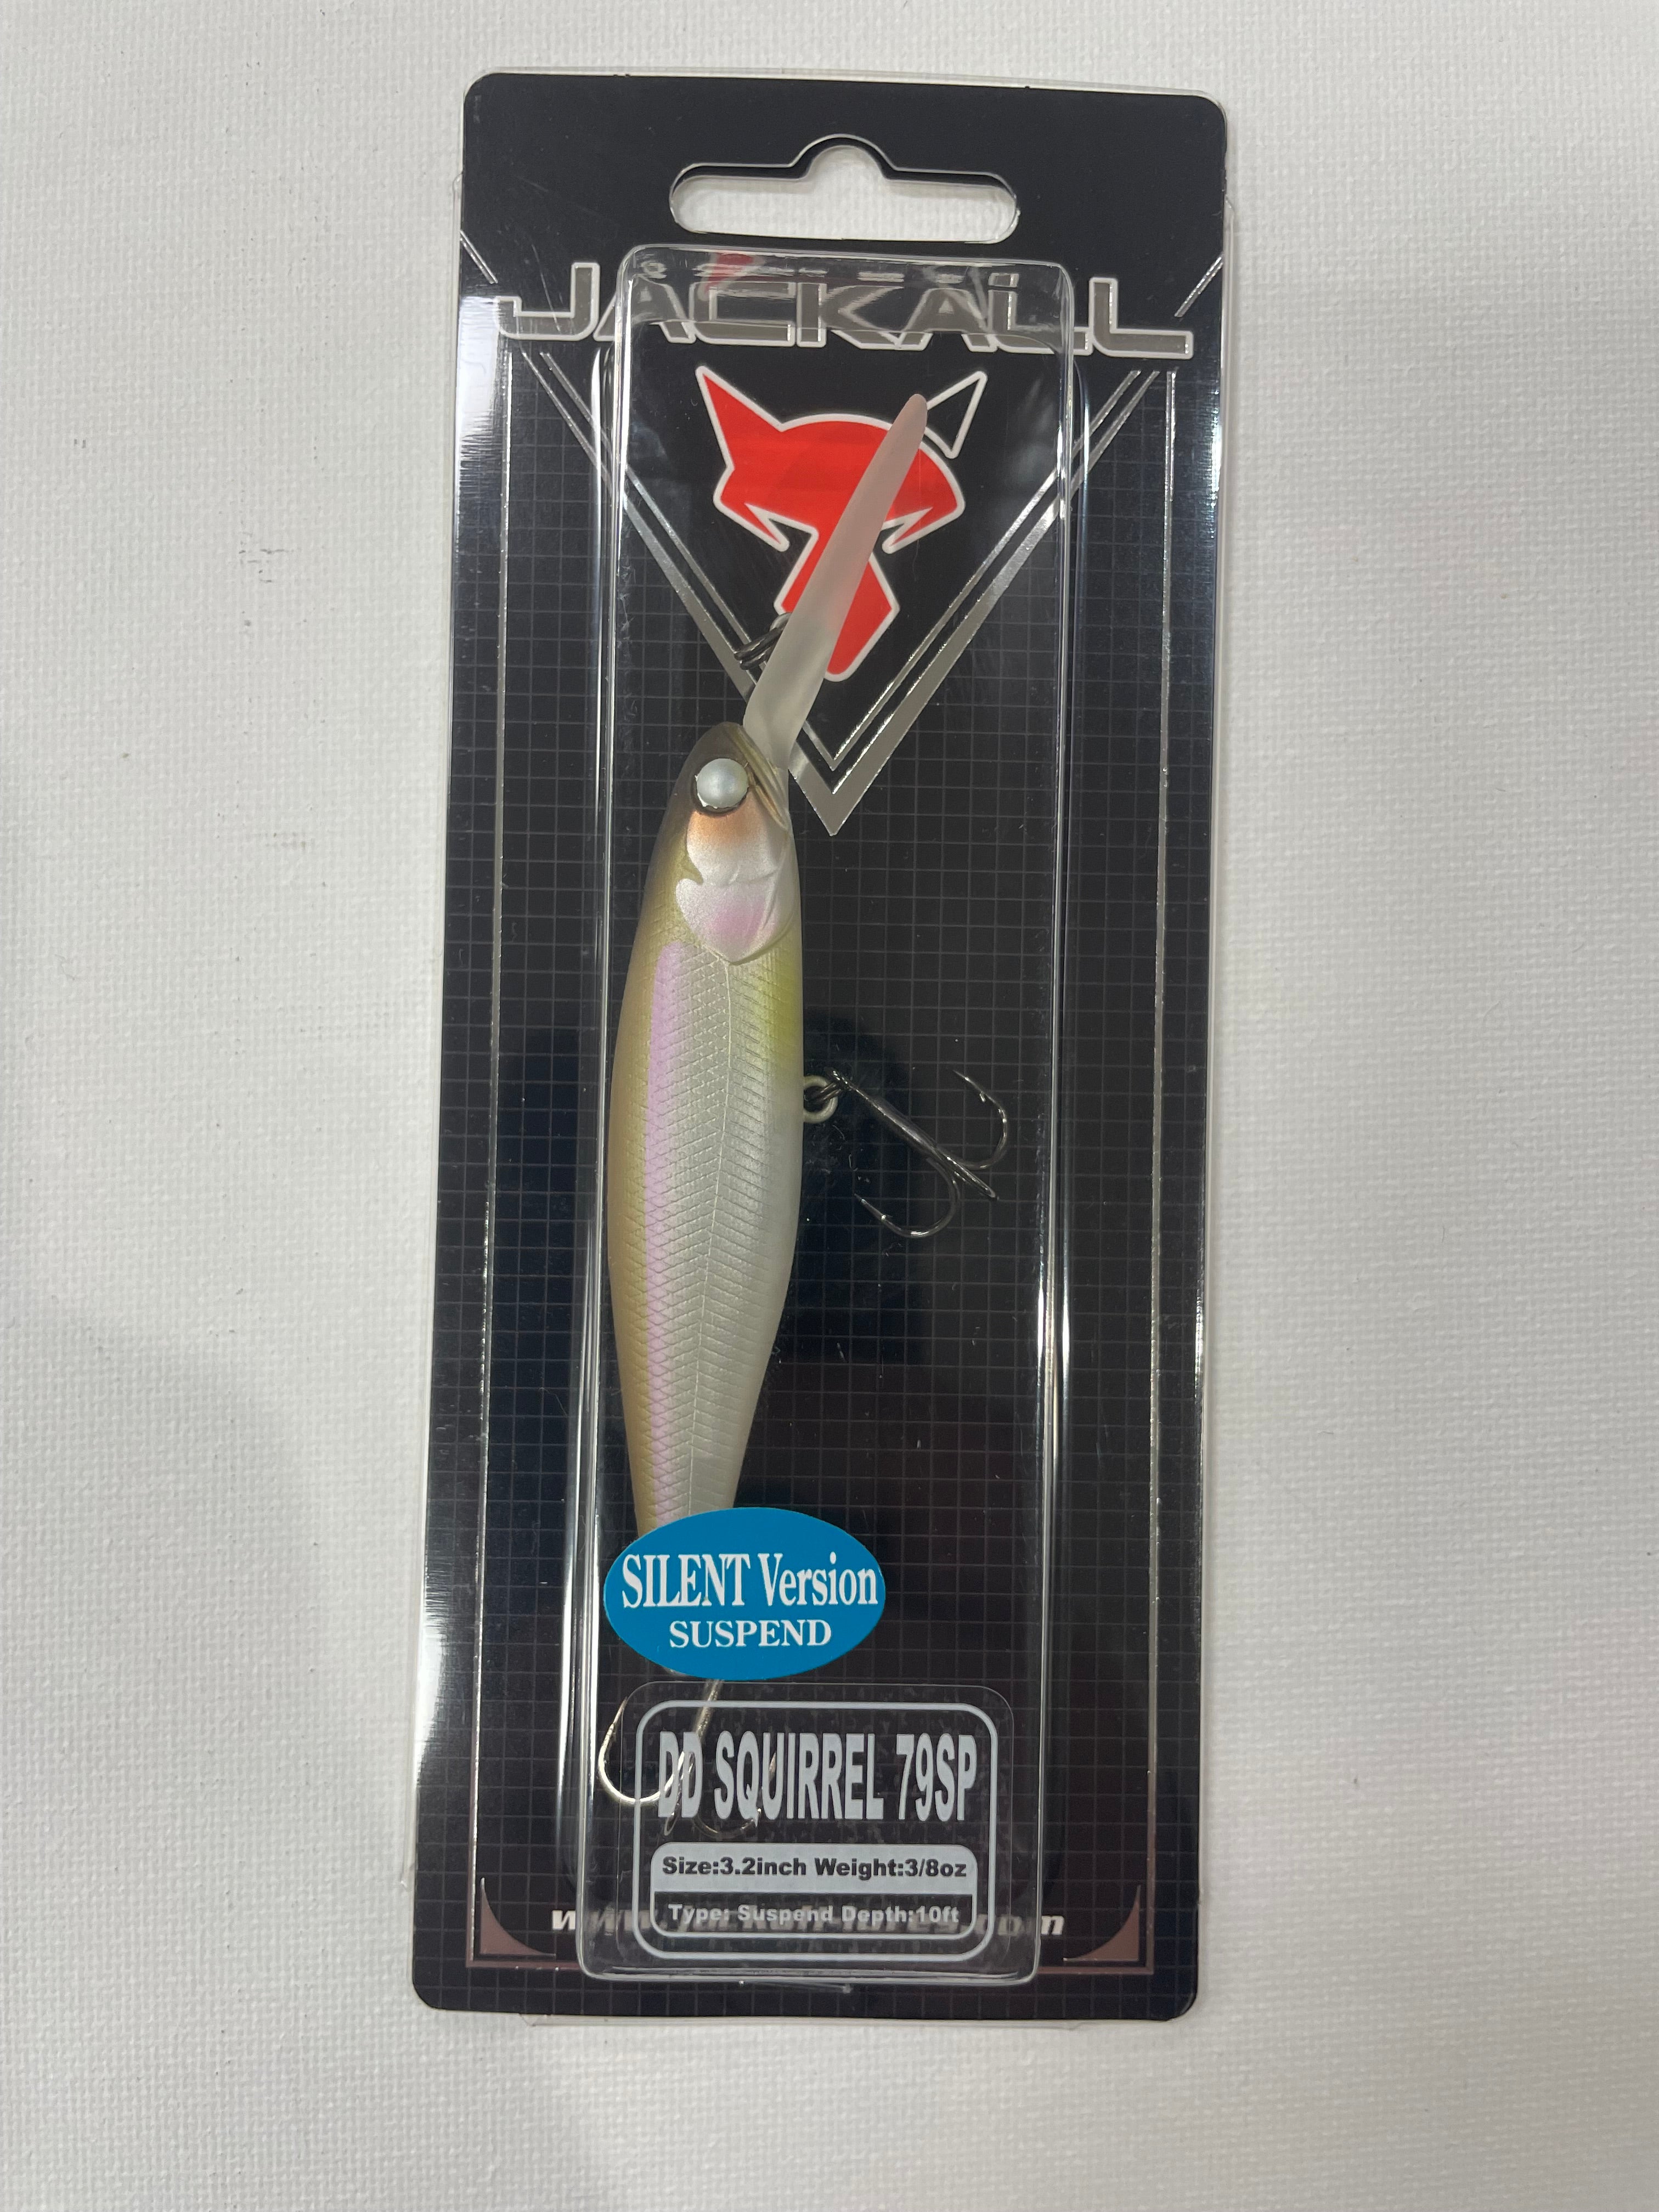 JACKALL
SILENT Version
SUSPEND
DD SQUIRREL 79SP
Size:3.2inch Weight:3/8oz
Type: Suspend Depth:10ft